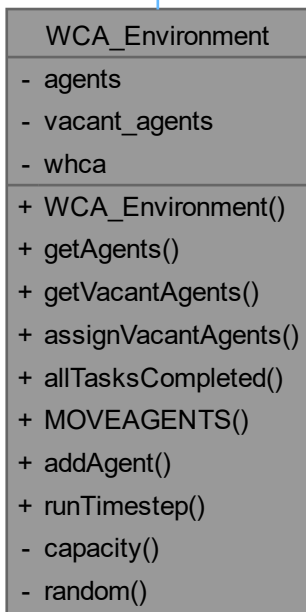 WCA_Environment
- agents
- vacant_agents
- whca
+ WCA_Environment()
+ getAgents()
+ getVacantAgents()
+ assignVacantAgents()
+ allTasksCompleted()
+ MOVEAGENTS()
+ addAgent()
+ runTimestep()
- capacity()
- random()